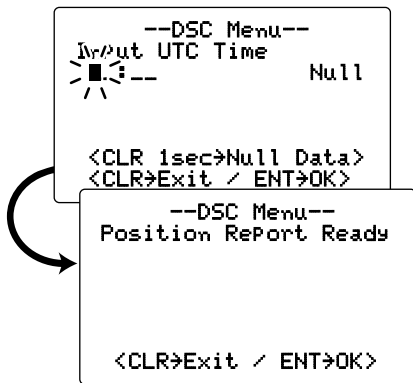 --DSC Menu--
Input UTC Time
:__ Null
<CLR 1sec→Null Data>
<CLR→Exit / ENT→OK>
--DSC Menu--
Position Report Ready
<CLR→Exit / ENT→OK>